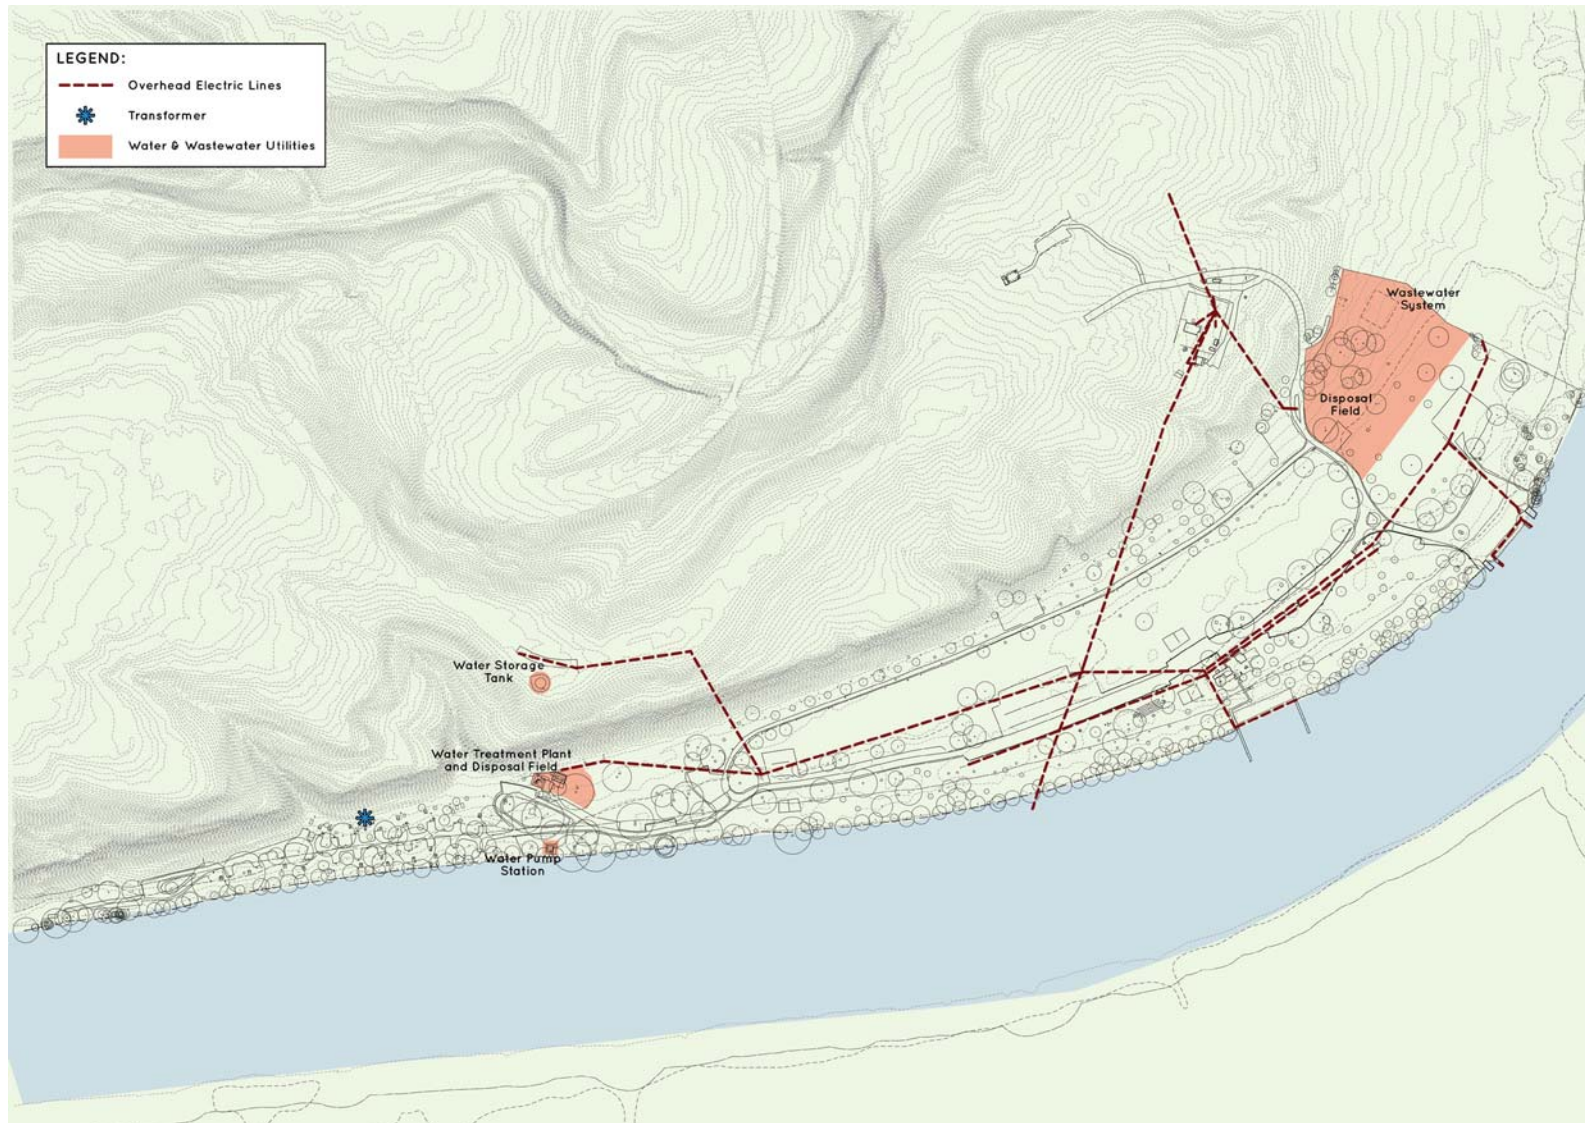 LEGEND:
Overhead Electric Lines
Transformer
Water & Wastewater Utilities
Wastewater
System
Disposal
Field
Water Storage
Tank
Water Treatment Plant
and Disposal Field
Water Pump
Station